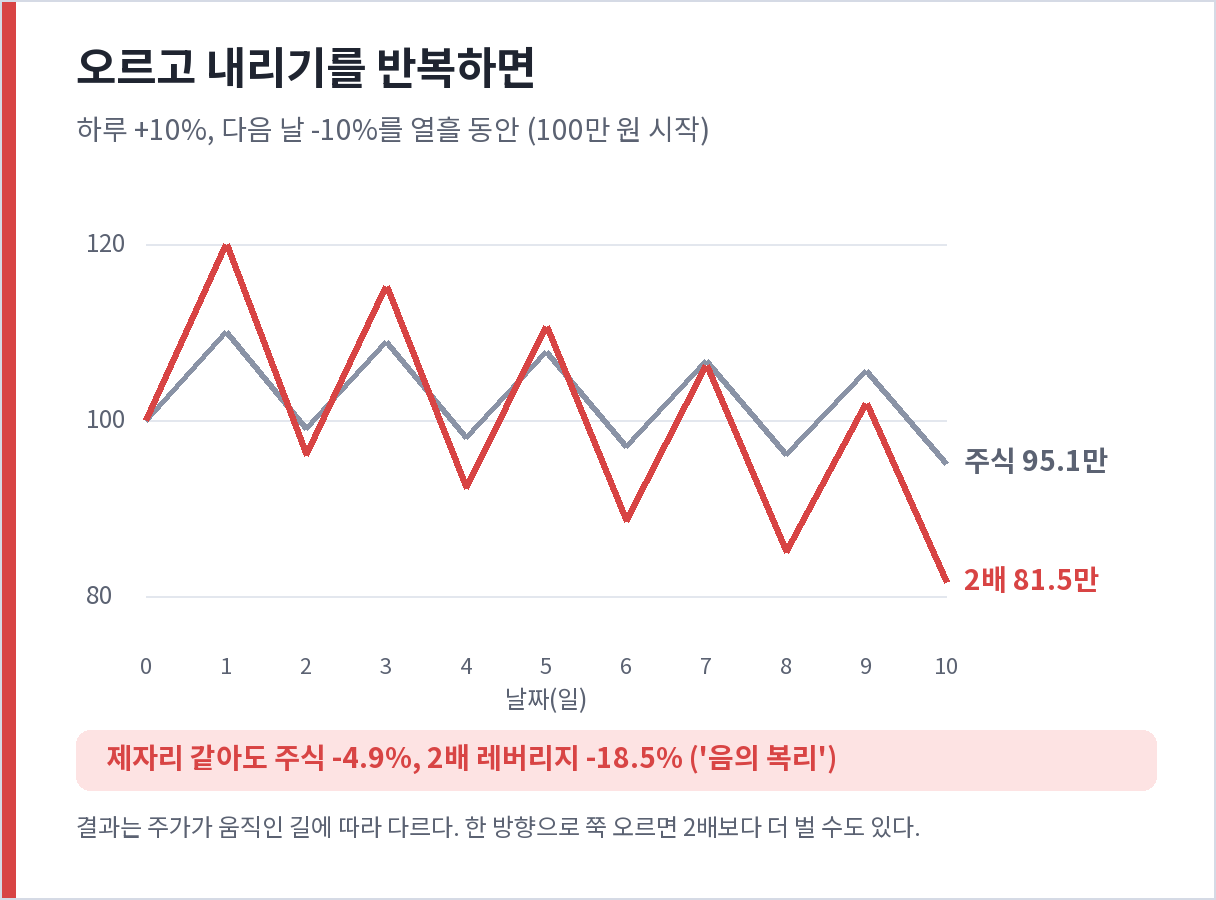 오르고 내리기를 반복하면
하루 +10%, 다음 날 -10%를 열흘 동안 (100만 원 시작)
120
100
80
주식 95.1만
2배 81.5만
0 1 2 3 4 5 6 7 8 9 10
날짜(일)
제자리 같아도 주식 -4.9%, 2배 레버리지 -18.5% ('음의 복리')
결과는 주가가 움직인 길에 따라 다르다. 한 방향으로 쭉 오르면 2배보다 더 벌 수도 있다.